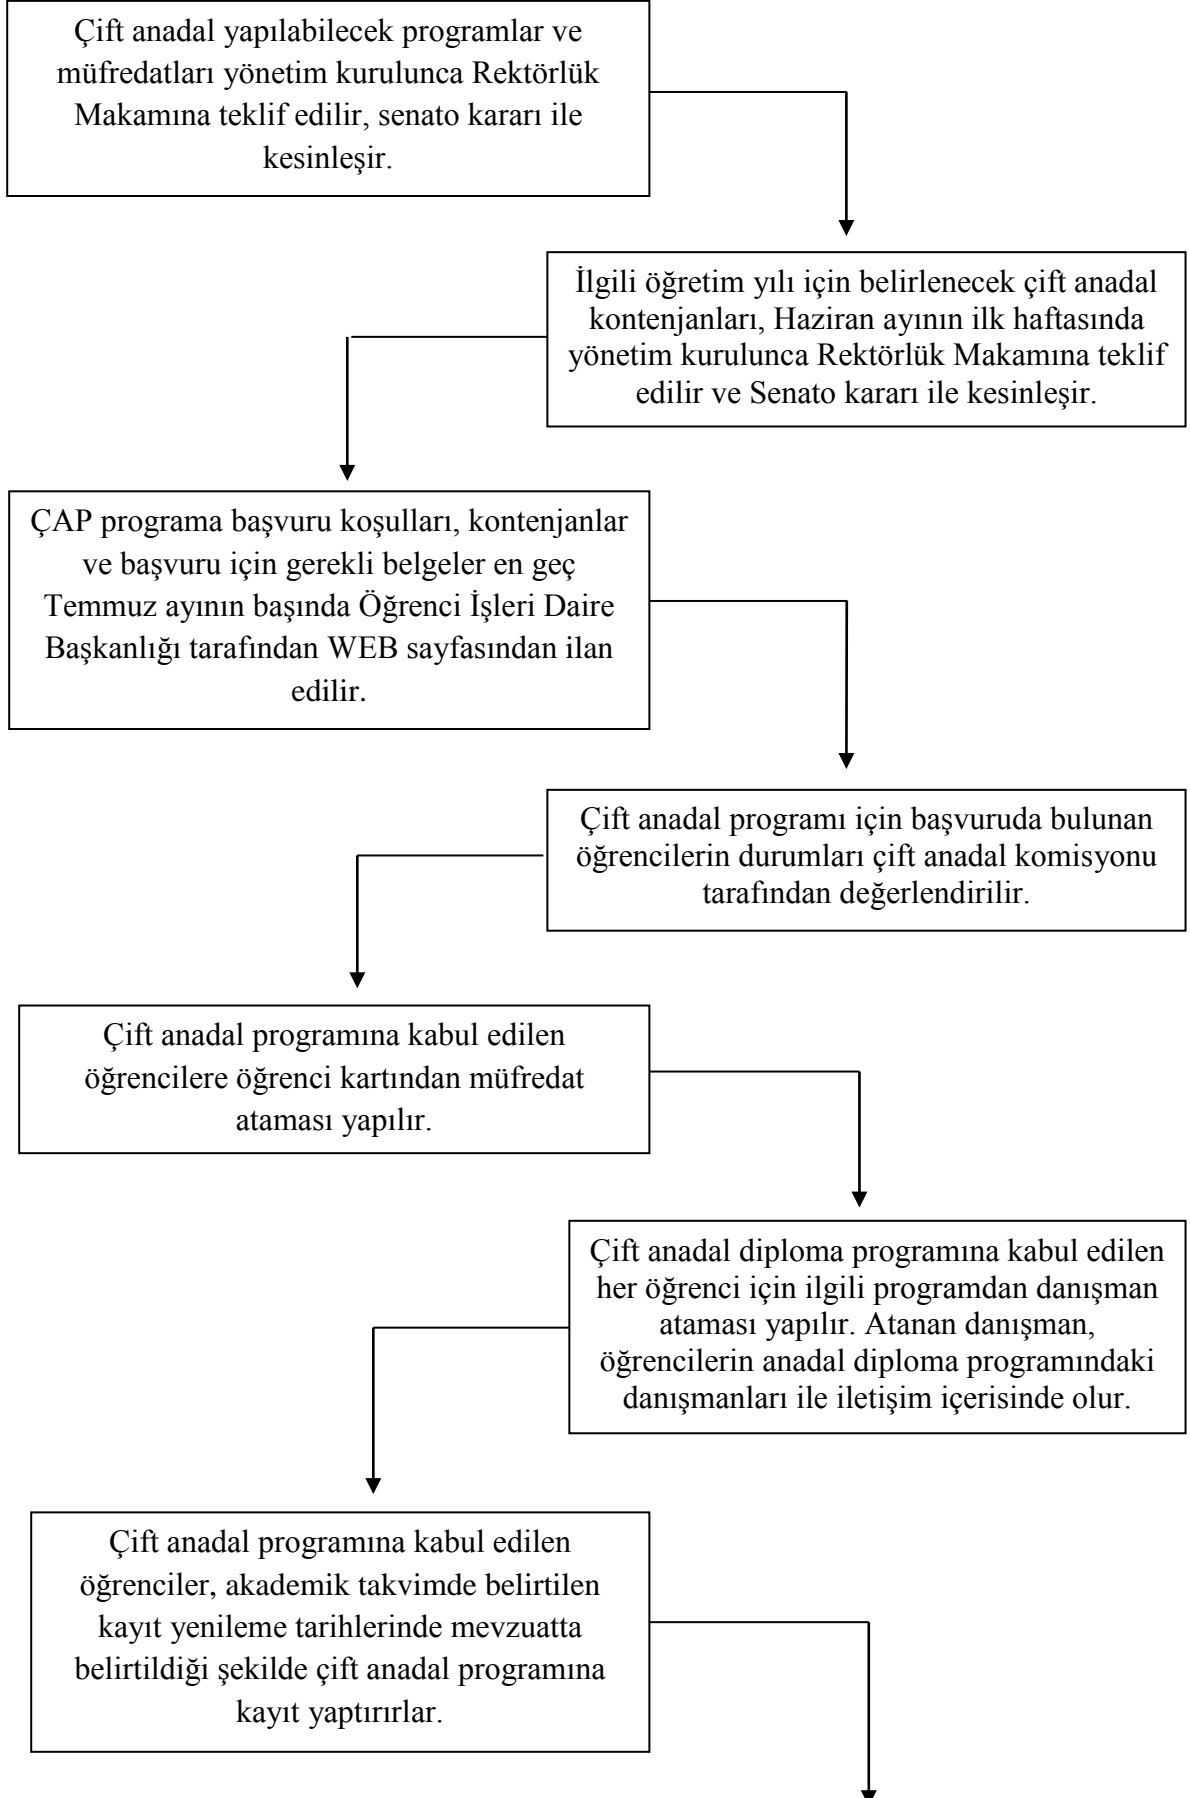 Çift anadal yapılabilecek programlar ve
müfredatları yönetim kurulunca Rektörlük
Makamına teklif edilir, senato kararı ile
kesinleşir.
İlgili öğretim yılı için belirlenecek çift anadal
kontenjanları, Haziran ayının ilk haftasında
yönetim kurulunca Rektörlük Makamına teklif
edilir ve Senato kararı ile kesinleşir.
ÇAP programa başvuru koşulları, kontenjanlar
ve başvuru için gerekli belgeler en geç
Temmuz ayının başında Öğrenci İşleri Daire
Başkanlığı tarafından WEB sayfasından ilan
edilir.
Çift anadal programı için başvuruda bulunan
öğrencilerin durumları çift anadal komisyonu
tarafından değerlendirilir.
Çift anadal programına kabul edilen
öğrencilere öğrenci kartından müfredat
ataması yapılır.
Çift anadal diploma programına kabul edilen
her öğrenci için ilgili programdan danışman
ataması yapılır. Atanan danışman,
öğrencilerin anadal diploma programındaki
danışmanları ile iletişim içerisinde olur.
Çift anadal programına kabul edilen
öğrenciler, akademik takvimde belirtilen
kayıt yenileme tarihlerinde mevzuatta
belirtildiği şekilde çift anadal programına
kayıt yaptırırlar.